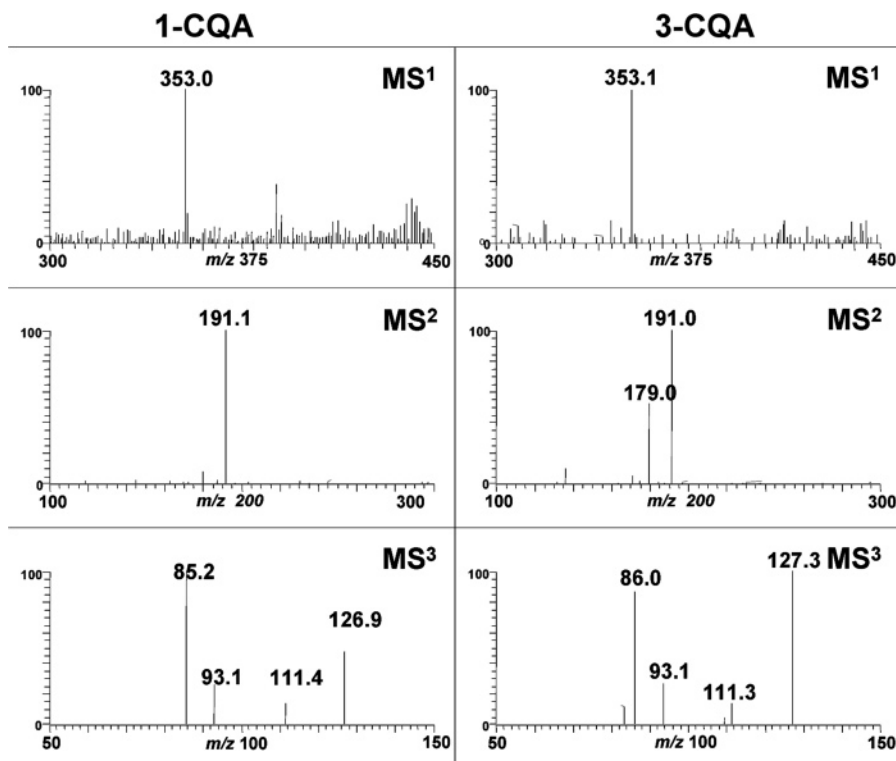 1-CQA 3-CQA
353.0 MS¹ 353.1 MS¹
100 100
0 0
300 m/z 375 450 300 m/z 375 450
191.1 MS² 191.0 MS²
100 100
179.0
0 0
100 m/z 200 300 100 m/z 200 300
MS³ MS³
100 85.2 100 86.0 127.3
126.9
93.1 111.4 93.1 111.3
0 0
50 m/z 100 150 50 m/z 100 150